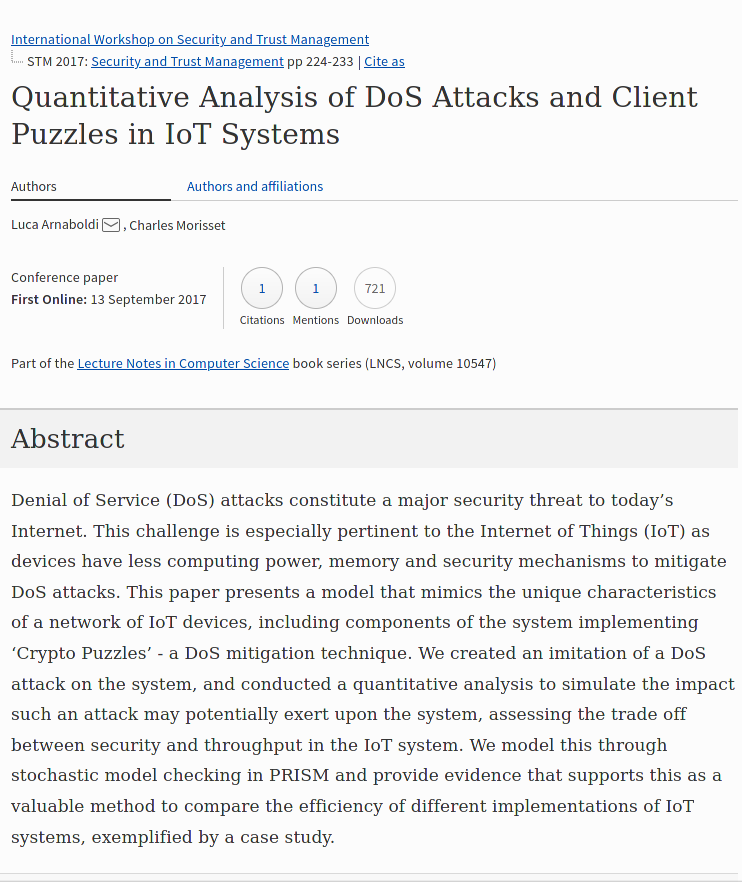 International Workshop on Security and Trust Management
STM 2017: Security and Trust Management pp 224-233 | Cite as
Quantitative Analysis of DoS Attacks and Client
Puzzles in IoT Systems
Authors
Authors and affiliations
Luca Arnaboldi , Charles Morisset
Conference paper
First Online: 13 September 2017
1 1 721
Citations Mentions Downloads
Part of the Lecture Notes in Computer Science book series (LNCS, volume 10547)
Abstract
Denial of Service (DoS) attacks constitute a major security threat to today’s
Internet. This challenge is especially pertinent to the Internet of Things (IoT) as
devices have less computing power, memory and security mechanisms to mitigate
DoS attacks. This paper presents a model that mimics the unique characteristics
of a network of IoT devices, including components of the system implementing
‘Crypto Puzzles’ - a DoS mitigation technique. We created an imitation of a DoS
attack on the system, and conducted a quantitative analysis to simulate the impact
such an attack may potentially exert upon the system, assessing the trade off
between security and throughput in the IoT system. We model this through
stochastic model checking in PRISM and provide evidence that supports this as a
valuable method to compare the efficiency of different implementations of IoT
systems, exemplified by a case study.